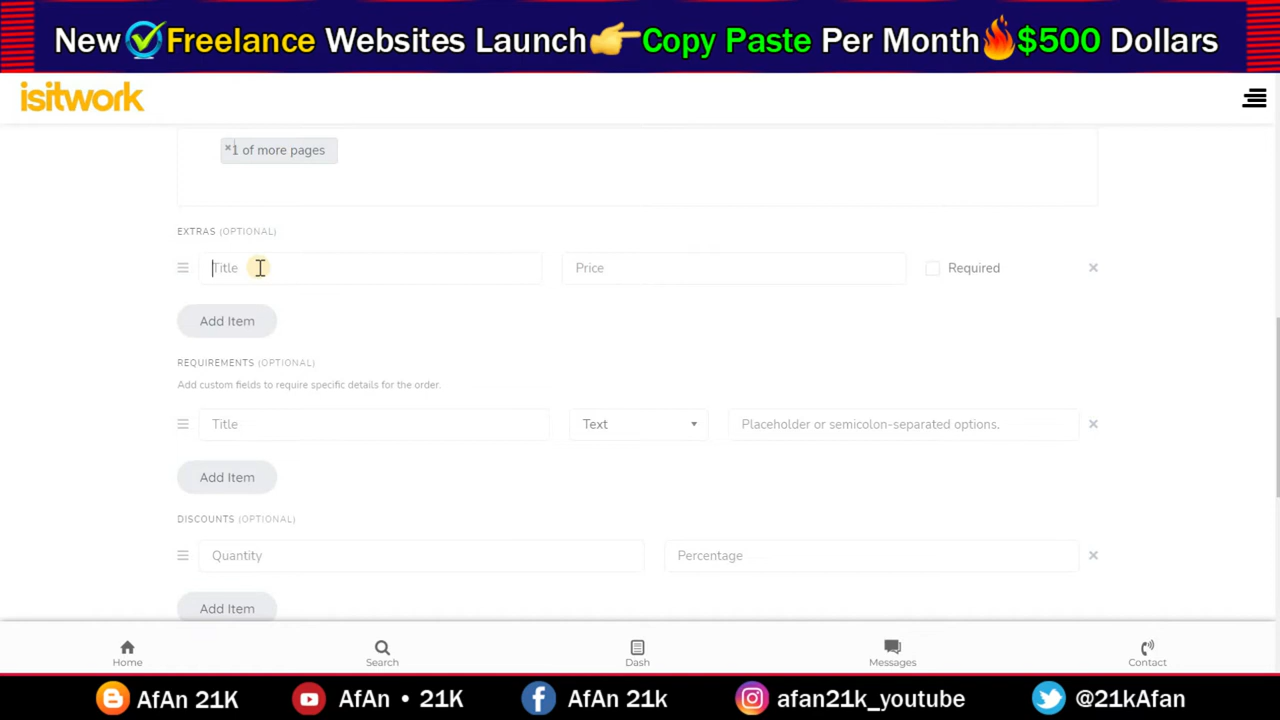 New Freelance Websites Launch Copy Paste Per Month $500 Dollars
isitwork
× 1 of more pages
EXTRAS (OPTIONAL)
Title Price Required ×
Add Item
REQUIREMENTS (OPTIONAL)
Add custom fields to require specific details for the order.
Title Text Placeholder or semicolon-separated options. ×
Add Item
DISCOUNTS (OPTIONAL)
Quantity Percentage ×
Add Item
Home Search Dash Messages Contact
AfAn 21K AfAn • 21K AfAn 21k afan21k_youtube @21kAfan